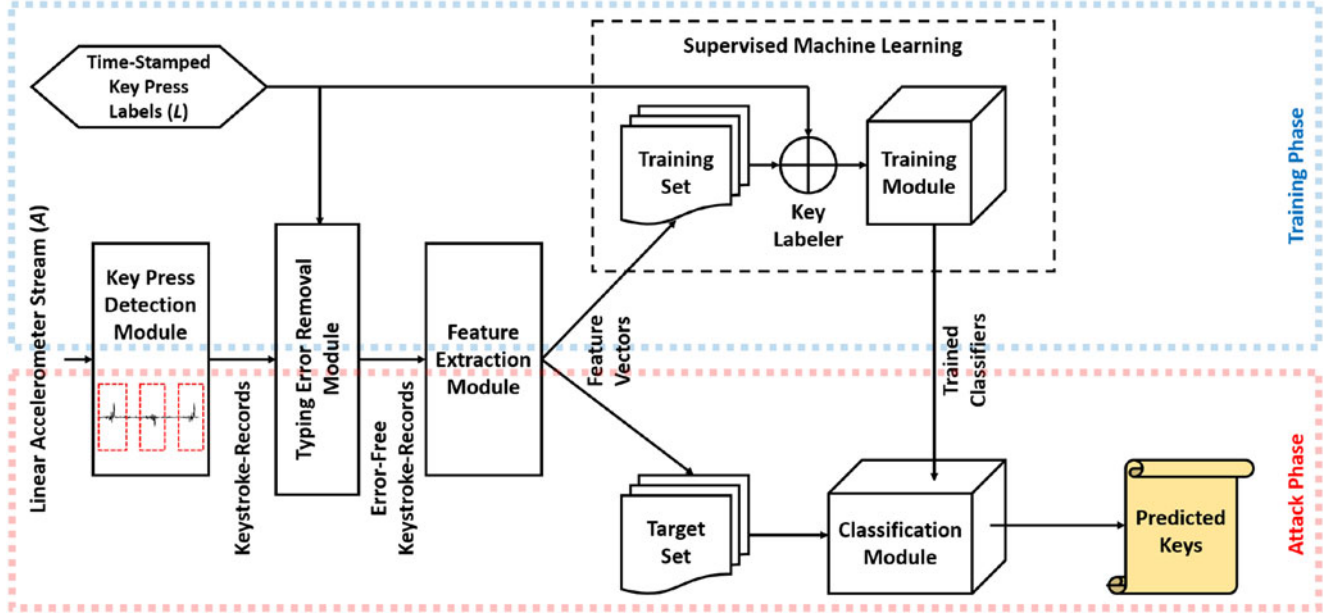 Supervised Machine Learning
Time-Stamped
Key Press
Labels (L)
Training
Set
Key
Labeler
Training
Module
Training Phase
Linear Accelerometer Stream (A)
Key Press
Detection
Module
Keystroke-Records
Typing Error Removal
Module
Error-Free
Keystroke-Records
Feature
Extraction
Module
Feature
Vectors
Trained
Classifiers
Target
Set
Classification
Module
Predicted
Keys
Attack Phase